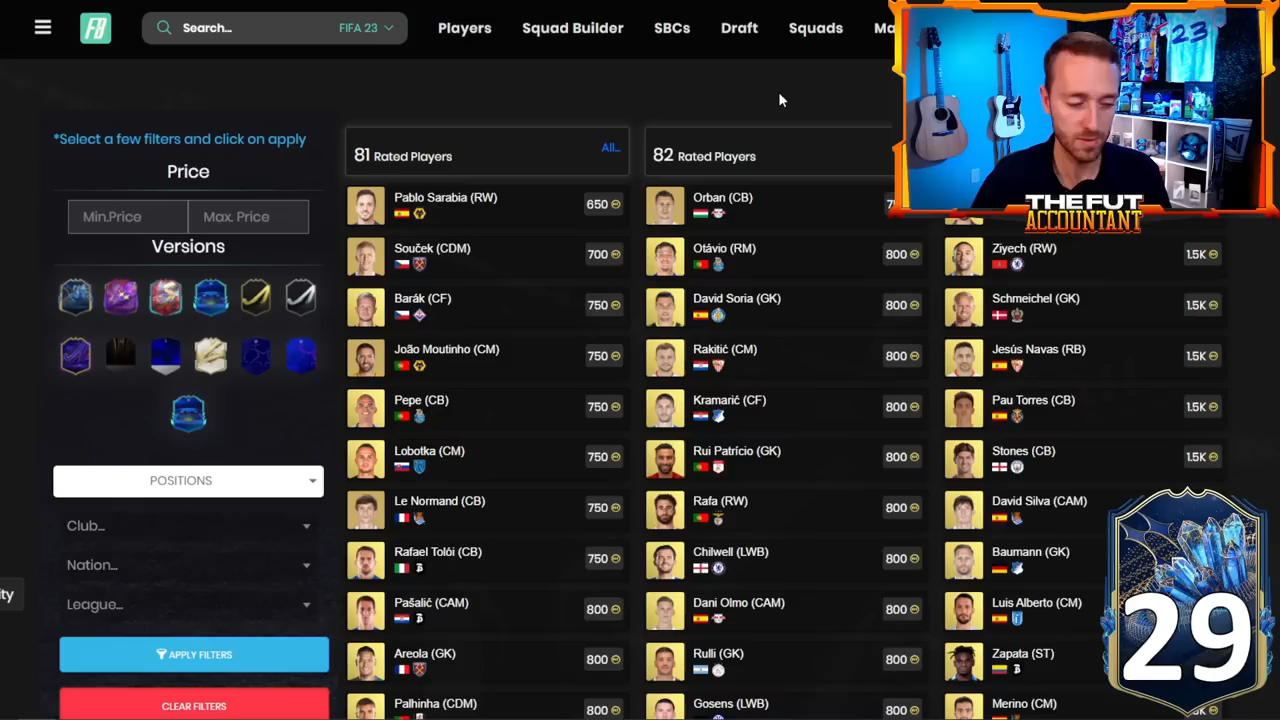 FB
Search...
FIFA 23
Players
Squad Builder
SBCs
Draft
Squads
Ma
23
THE FUT
ACCOUNTANT
*Select a few filters and click on apply
Price
Min.Price
Max. Price
Versions
POSITIONS
Club...
Nation...
League...
APPLY FILTERS
CLEAR FILTERS
ity
81 Rated Players
All...
Pablo Sarabia (RW)
650
Souček (CDM)
700
Barák (CF)
750
João Moutinho (CM)
750
Pepe (CB)
750
Lobotka (CM)
750
Le Normand (CB)
750
Rafael Tolói (CB)
750
Pašalić (CAM)
800
Areola (GK)
800
Palhinha (CDM)
800
82 Rated Players
Orban (CB)
Otávio (RM)
800
David Soria (GK)
800
Rakitić (CM)
800
Kramarić (CF)
800
Rui Patrício (GK)
800
Rafa (RW)
800
Chilwell (LWB)
800
Dani Olmo (CAM)
800
Rulli (GK)
800
Gosens (LWB)
800
Ziyech (RW)
1.5K
Schmeichel (GK)
1.5K
Jesús Navas (RB)
1.5K
Pau Torres (CB)
1.5K
Stones (CB)
1.5K
David Silva (CAM)
Baumann (GK)
Luis Alberto (CM)
Zapata (ST)
Merino (CM)
29